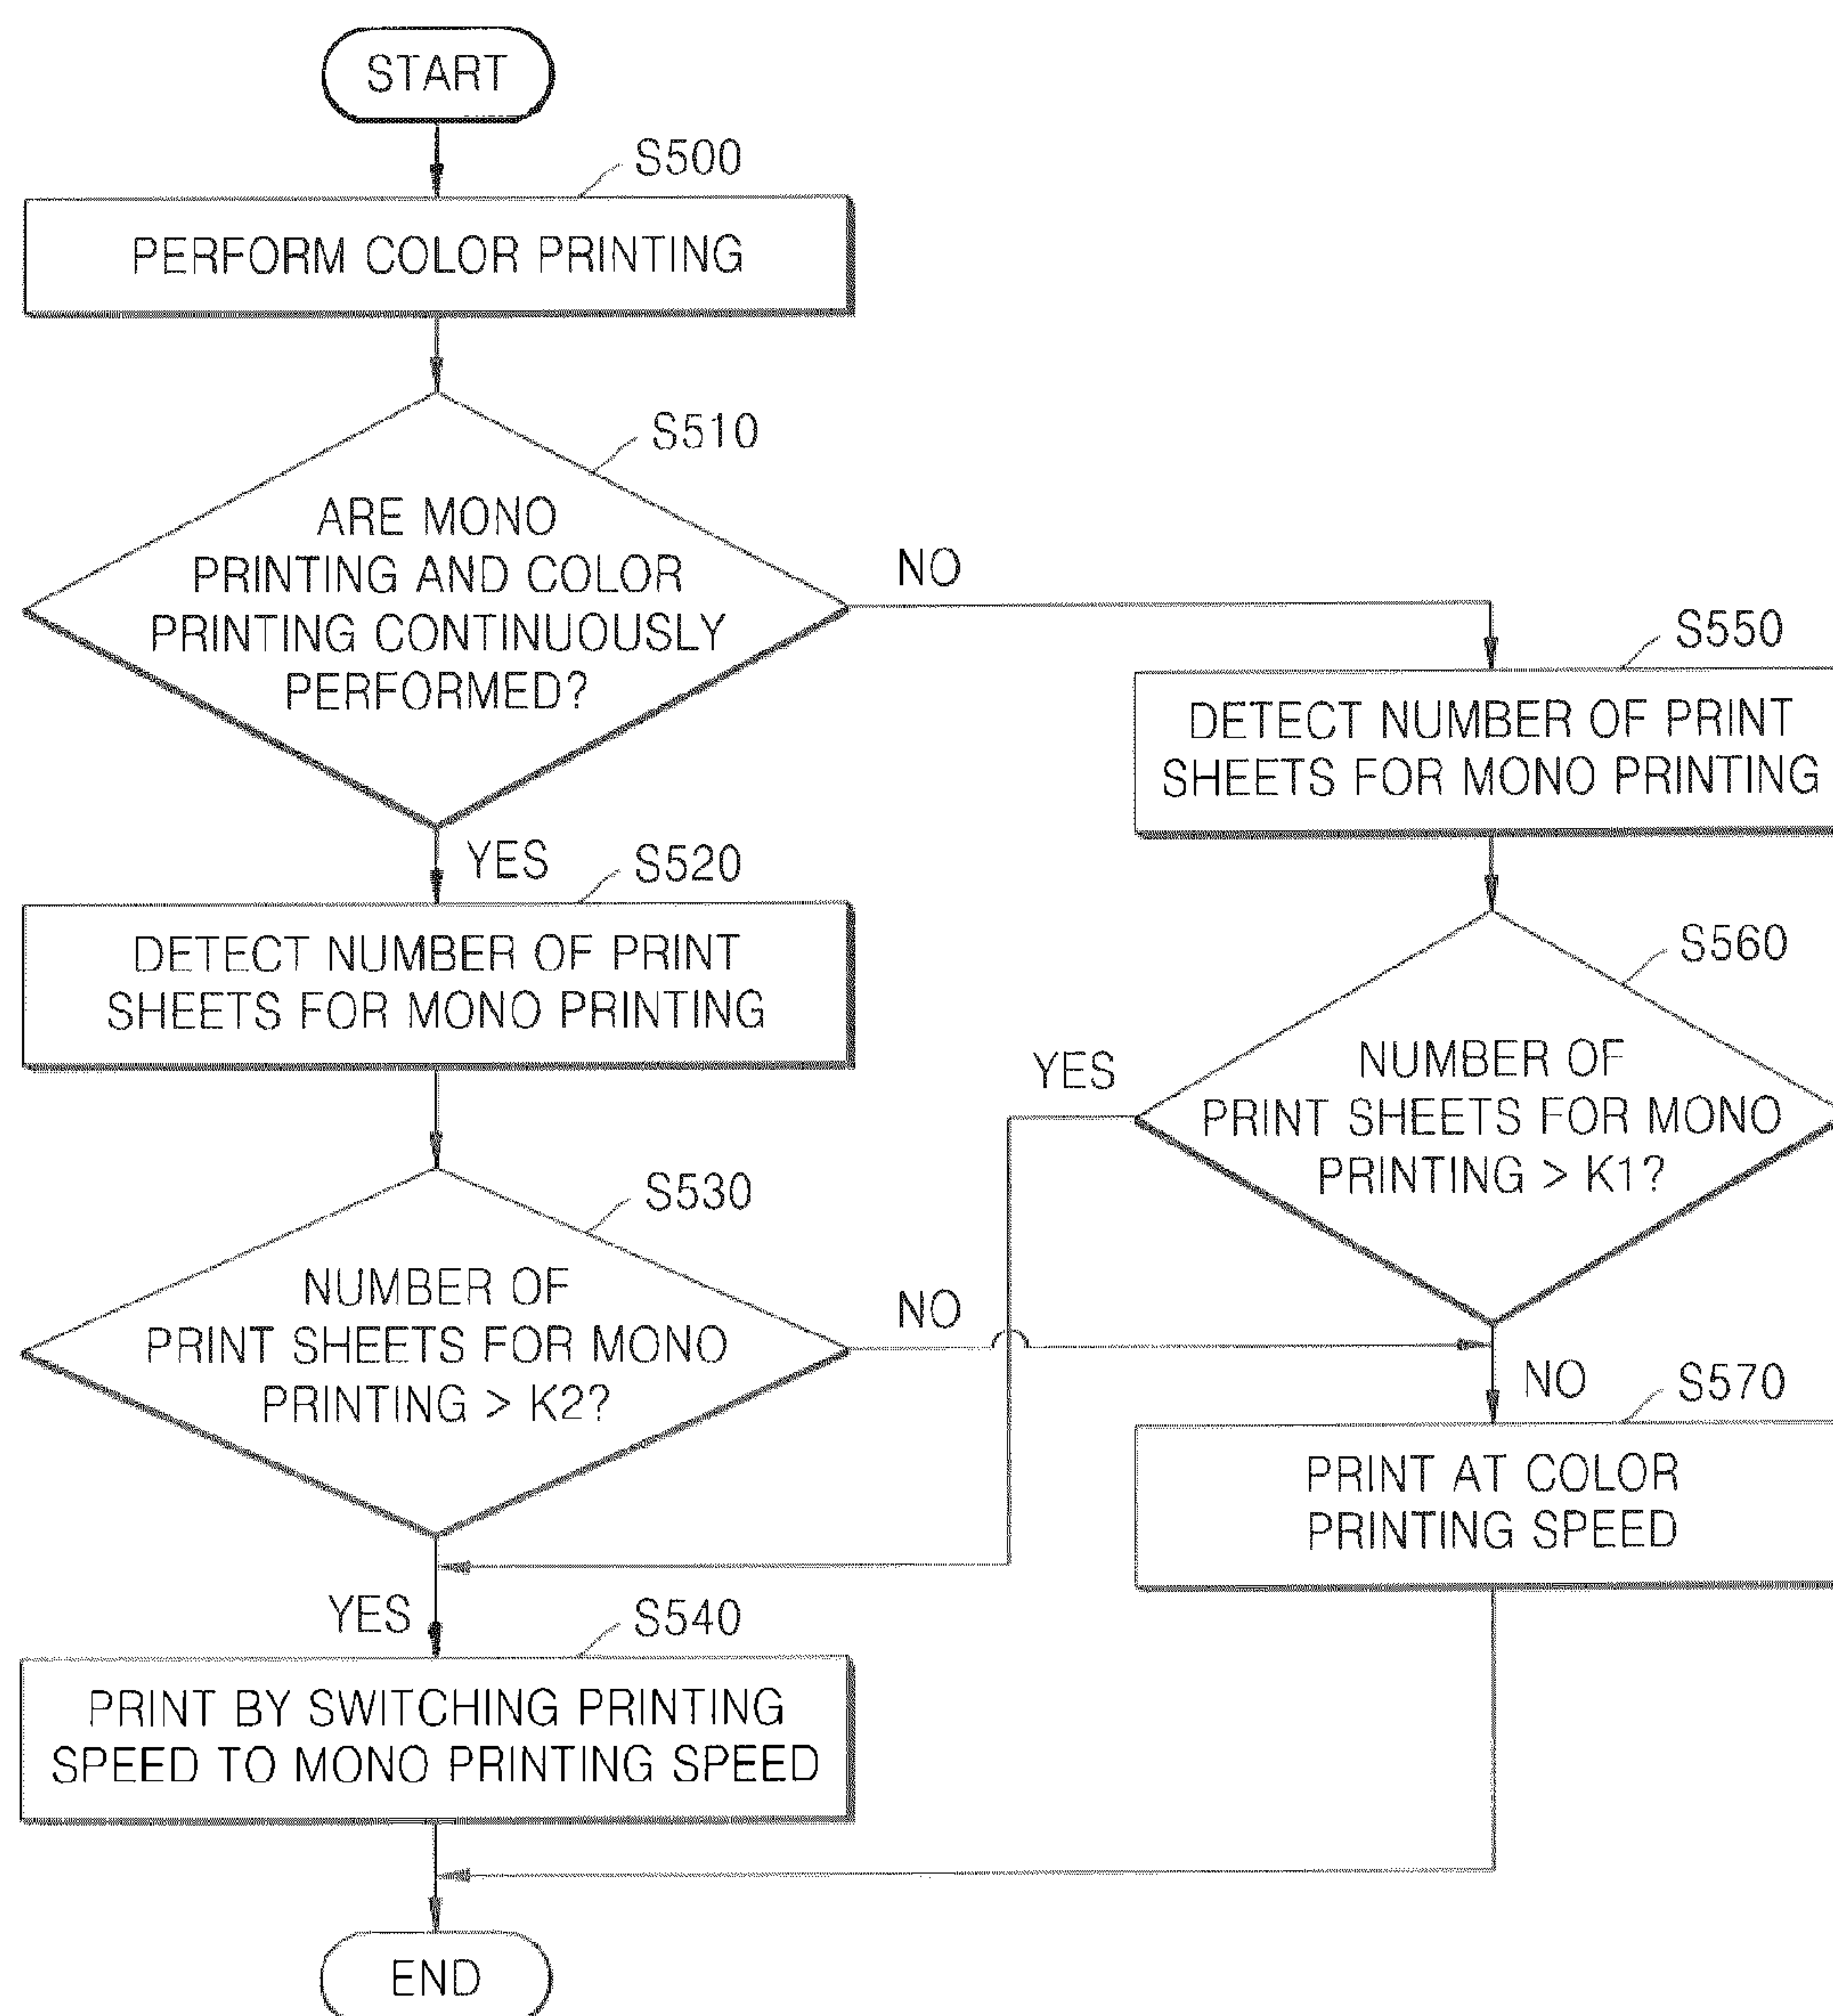 START
S500
PERFORM COLOR PRINTING
S510
ARE MONO
PRINTING AND COLOR
PRINTING CONTINUOUSLY
PERFORMED?
NO
YES
S520
DETECT NUMBER OF PRINT
SHEETS FOR MONO PRINTING
S530
NUMBER OF
PRINT SHEETS FOR MONO
PRINTING > K2?
NO
YES
S540
PRINT BY SWITCHING PRINTING
SPEED TO MONO PRINTING SPEED
S550
DETECT NUMBER OF PRINT
SHEETS FOR MONO PRINTING
S560
NUMBER OF
PRINT SHEETS FOR MONO
PRINTING > K1?
YES
NO
S570
PRINT AT COLOR
PRINTING SPEED
END